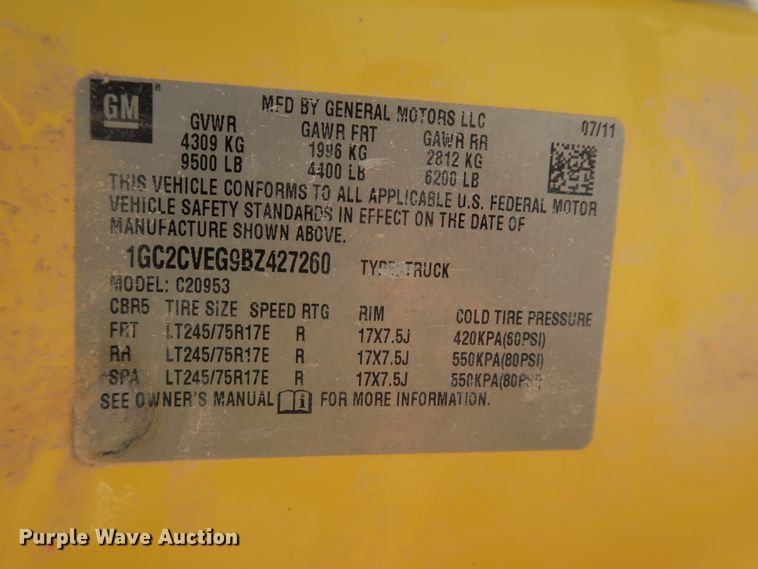 GM
MFD BY GENERAL MOTORS LLC
07/11
GVWR GAWR FRT GAWR RR
4309 KG 1996 KG 2812 KG
9500 LB 4400 LB 6200 LB
THIS VEHICLE CONFORMS TO ALL APPLICABLE U.S. FEDERAL MOTOR
VEHICLE SAFETY STANDARDS IN EFFECT ON THE DATE OF
MANUFACTURE SHOWN ABOVE.
1GC2CVEG9BZ427260 TYPE: TRUCK
MODEL: C20953
CBR5 TIRE SIZE SPEED RTG RIM COLD TIRE PRESSURE
FRT LT245/75R17E R 17X7.5J 420KPA(60PSI)
RR LT245/75R17E R 17X7.5J 550KPA(80PSI)
SPA LT245/75R17E R 17X7.5J 550KPA(80PSI)
SEE OWNER'S MANUAL FOR MORE INFORMATION.
Purple Wave Auction